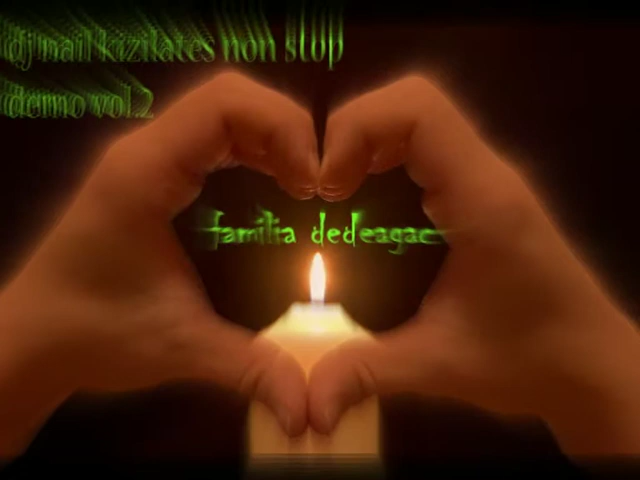 dj nail kizilates non stop
demo vol.2
familia dedeagac